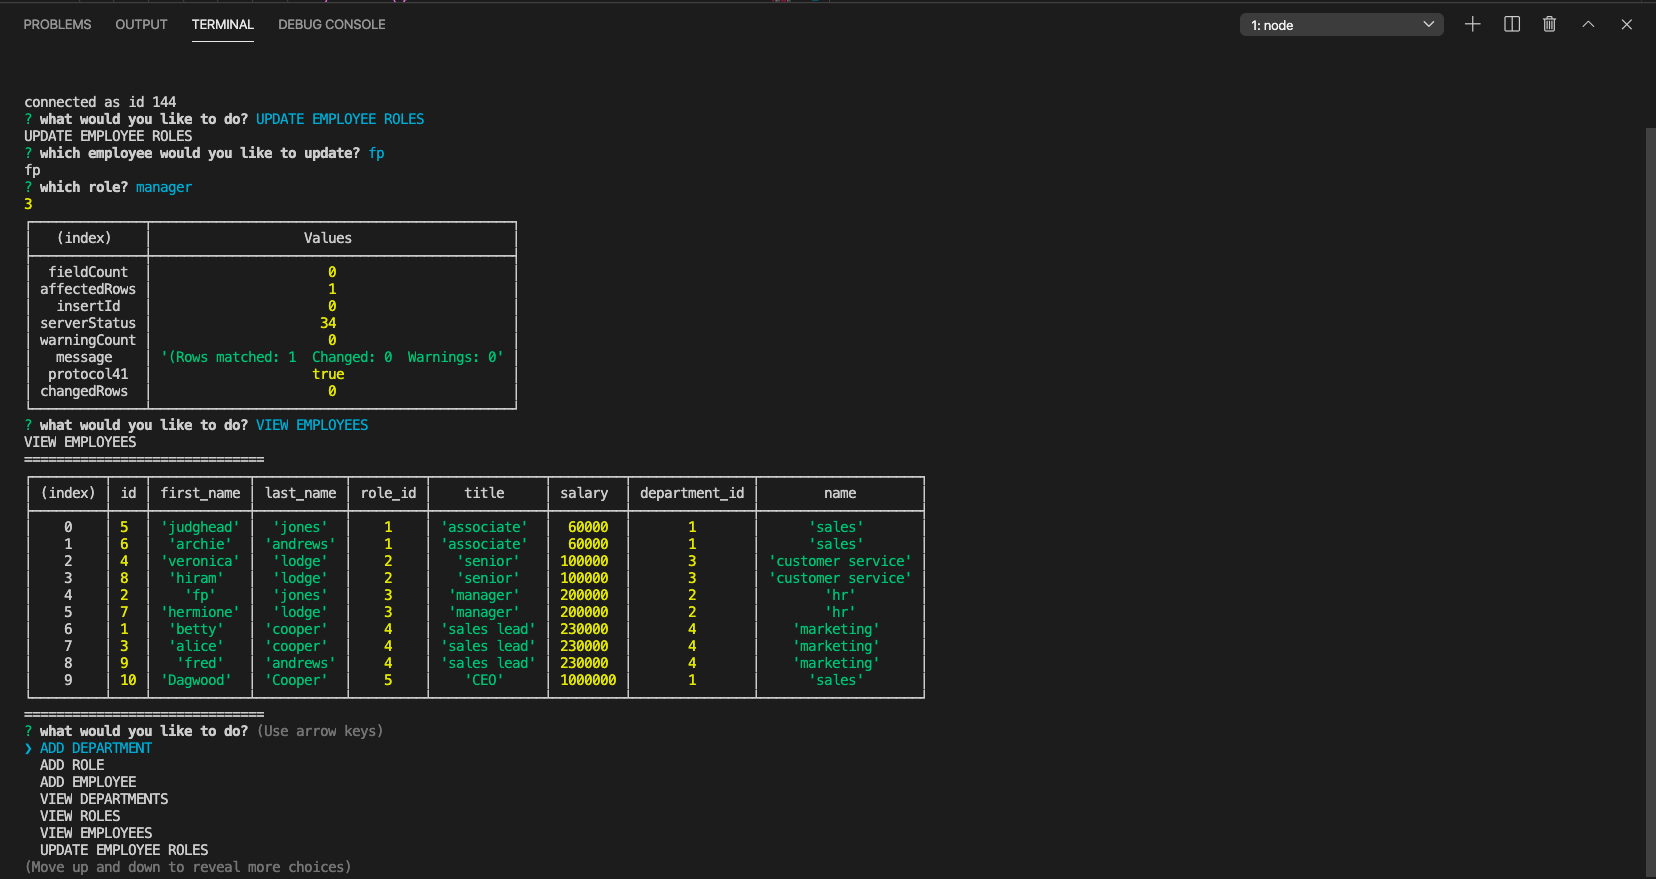 PROBLEMS OUTPUT TERMINAL DEBUG CONSOLE 1: node
connected as id 144
? what would you like to do? UPDATE EMPLOYEE ROLES
UPDATE EMPLOYEE ROLES
? which employee would you like to update? fp
fp
? which role? manager
3
(index) Values
fieldCount 0
affectedRows 1
insertId 0
serverStatus 34
warningCount 0
message '(Rows matched: 1  Changed: 0  Warnings: 0'
protocol41 true
changedRows 0
? what would you like to do? VIEW EMPLOYEES
VIEW EMPLOYEES
==============================
(index) id first_name last_name role_id title salary department_id name
0 5 'judghead' 'jones' 1 'associate' 60000 1 'sales'
1 6 'archie' 'andrews' 1 'associate' 60000 1 'sales'
2 4 'veronica' 'lodge' 2 'senior' 100000 3 'customer service'
3 8 'hiram' 'lodge' 2 'senior' 100000 3 'customer service'
4 2 'fp' 'jones' 3 'manager' 200000 2 'hr'
5 7 'hermione' 'lodge' 3 'manager' 200000 2 'hr'
6 1 'betty' 'cooper' 4 'sales lead' 230000 4 'marketing'
7 3 'alice' 'cooper' 4 'sales lead' 230000 4 'marketing'
8 9 'fred' 'andrews' 4 'sales lead' 230000 4 'marketing'
9 10 'Dagwood' 'Cooper' 5 'CEO' 1000000 1 'sales'
==============================
? what would you like to do? (Use arrow keys)
❯ ADD DEPARTMENT
ADD ROLE
ADD EMPLOYEE
VIEW DEPARTMENTS
VIEW ROLES
VIEW EMPLOYEES
UPDATE EMPLOYEE ROLES
(Move up and down to reveal more choices)